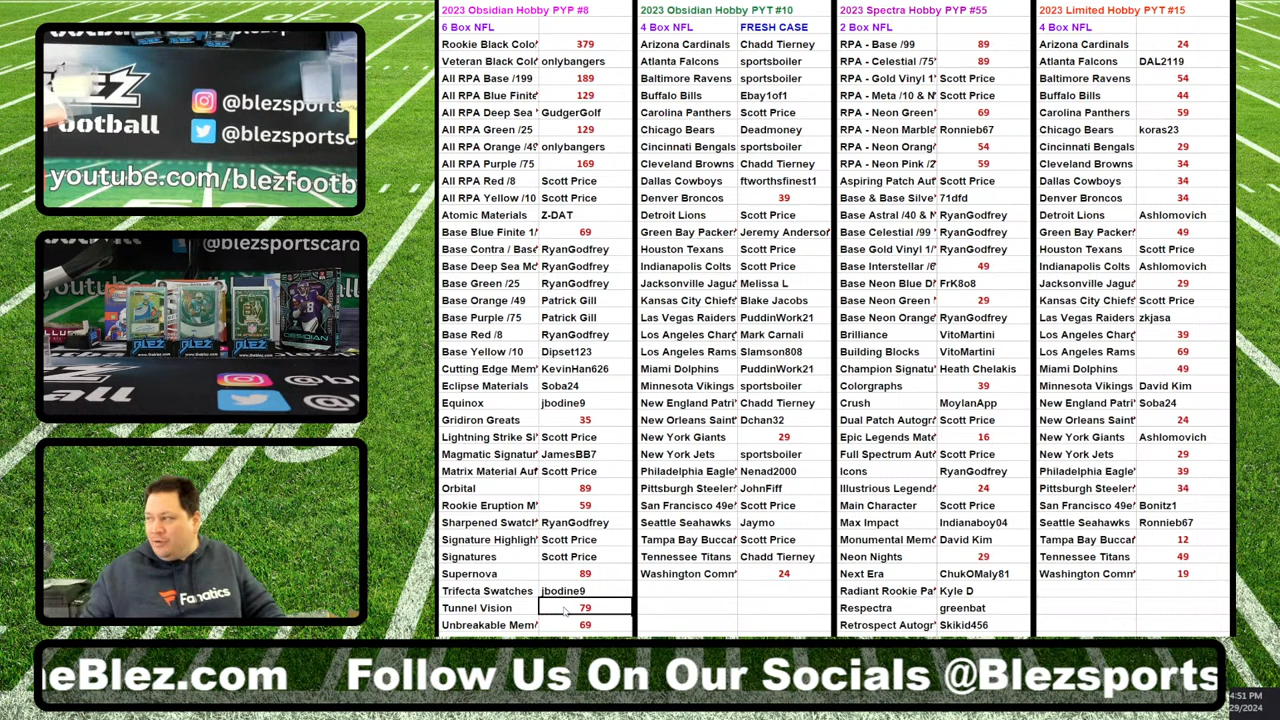 Football
@blezsports
@blezsportsc
youtube.com/blezfootb
@blezsportscard
BLEZ
BLEZ
BLEZ
OBSIDIAN
@b
Fanatics
2023 Obsidian Hobby PYP #8
6 Box NFL
Rookie Black Colo
379
Veteran Black Col
onlybangers
All RPA Base /199
189
All RPA Blue Finite
129
All RPA Deep Sea
GudgerGolf
All RPA Green /25
129
All RPA Orange /49
onlybangers
All RPA Purple /75
169
All RPA Red /8
Scott Price
All RPA Yellow /10
Scott Price
Atomic Materials
Z-DAT
Base Blue Finite 1/
69
Base Contra / Base
RyanGodfrey
Base Deep Sea Mo
RyanGodfrey
Base Green /25
RyanGodfrey
Base Orange /49
Patrick Gill
Base Purple /75
Patrick Gill
Base Red /8
RyanGodfrey
Base Yellow /10
Dipset123
Cutting Edge Mem
KevinHan626
Eclipse Materials
Soba24
Equinox
jbodine9
Gridiron Greats
35
Lightning Strike Si
Scott Price
Magmatic Signatur
JamesBB7
Matrix Material Aut
Scott Price
Orbital
89
Rookie Eruption M
59
Sharpened Swatch
RyanGodfrey
Signature Highligh
Scott Price
Signatures
Scott Price
Supernova
89
Trifecta Swatches
jbodine9
Tunnel Vision
79
Unbreakable Mem
69
2023 Obsidian Hobby PYT #10
4 Box NFL
FRESH CASE
Arizona Cardinals
Chadd Tierney
Atlanta Falcons
sportsboiler
Baltimore Ravens
sportsboiler
Buffalo Bills
Ebay1of1
Carolina Panthers
Scott Price
Chicago Bears
Deadmoney
Cincinnati Bengals
sportsboiler
Cleveland Browns
Chadd Tierney
Dallas Cowboys
ftworthsfinest1
Denver Broncos
39
Detroit Lions
Scott Price
Green Bay Packer
Jeremy Anderso
Houston Texans
Scott Price
Indianapolis Colts
Scott Price
Jacksonville Jagu
Melissa L
Kansas City Chiefs
Blake Jacobs
Las Vegas Raiders
PuddinWork21
Los Angeles Charg
Mark Carnali
Los Angeles Rams
Slamson808
Miami Dolphins
PuddinWork21
Minnesota Vikings
sportsboiler
New England Patri
Chadd Tierney
New Orleans Saint
Dchan32
New York Giants
29
New York Jets
sportsboiler
Philadelphia Eagle
Nenad2000
Pittsburgh Steeler
JohnFiff
San Francisco 49e
Scott Price
Seattle Seahawks
Jaymo
Tampa Bay Buccar
Scott Price
Tennessee Titans
Chadd Tierney
Washington Comm
24
2023 Spectra Hobby PYP #55
2 Box NFL
RPA - Base /99
89
RPA - Celestial /75
89
RPA - Gold Vinyl 1
Scott Price
RPA - Meta /10 & N
Scott Price
RPA - Neon Green
69
RPA - Neon Marble
Ronnieb67
RPA - Neon Orang
54
RPA - Neon Pink /2
59
Aspiring Patch Aut
Scott Price
Base & Base Silve
71dfd
Base Astral /40 & N
RyanGodfrey
Base Celestial /99
RyanGodfrey
Base Gold Vinyl 1/
RyanGodfrey
Base Interstellar /6
49
Base Neon Blue D
FrK8o8
Base Neon Green
29
Base Neon Orange
RyanGodfrey
Brilliance
VitoMartini
Building Blocks
VitoMartini
Champion Signatu
Heath Chelakis
Colorgraphs
39
Crush
MoylanApp
Dual Patch Autogr
Scott Price
Epic Legends Mate
16
Full Spectrum Aut
Scott Price
Icons
RyanGodfrey
Illustrious Legend
24
Main Character
Scott Price
Max Impact
Indianaboy04
Monumental Mem
David Kim
Neon Nights
29
Next Era
ChukOMaly81
Radiant Rookie Pa
Kyle D
Respectra
greenbat
Retrospect Autogr
Skikid456
2023 Limited Hobby PYT #15
4 Box NFL
Arizona Cardinals
24
Atlanta Falcons
DAL2119
Baltimore Ravens
54
Buffalo Bills
44
Carolina Panthers
59
Chicago Bears
koras23
Cincinnati Bengals
29
Cleveland Browns
34
Dallas Cowboys
34
Denver Broncos
34
Detroit Lions
Ashlomovich
Green Bay Packer
49
Houston Texans
Scott Price
Indianapolis Colts
Ashlomovich
Jacksonville Jagu
29
Kansas City Chiefs
Scott Price
Las Vegas Raiders
zkjasa
Los Angeles Charg
39
Los Angeles Rams
69
Miami Dolphins
49
Minnesota Vikings
David Kim
New England Patri
Soba24
New Orleans Saint
24
New York Giants
Ashlomovich
New York Jets
29
Philadelphia Eagle
39
Pittsburgh Steeler
34
San Francisco 49e
Bonitz1
Seattle Seahawks
Ronnieb67
Tampa Bay Buccar
12
Tennessee Titans
49
Washington Comm
19
eBlez.com Follow Us On Our Socials @Blezsports
4:51 PM
29/2024